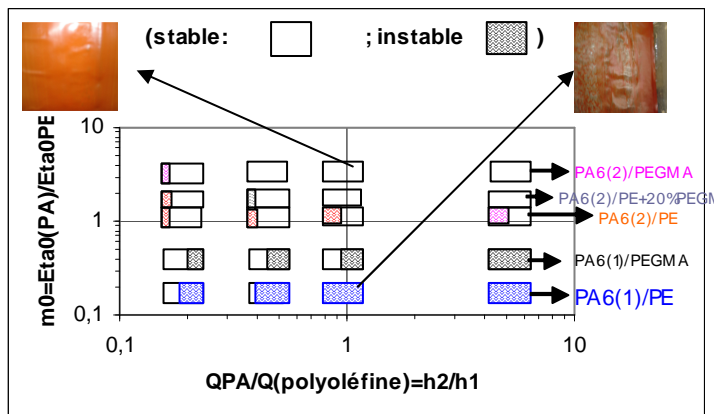 (stable: ; instable )
m0=Eta0(PA)/Eta0PE
10
1
0,1
0,1
1
10
PA6(2)/PEGMA
PA6(2)/PE+20%PEGM
PA6(2)/PE
PA6(1)/PEGMA
PA6(1)/PE
QPA/Q(polyoléfine)=h2/h1